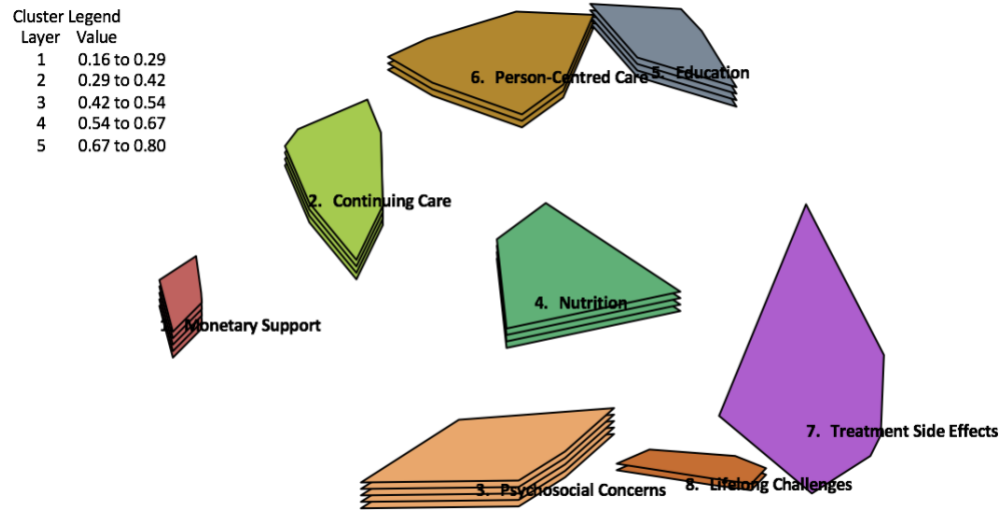 Cluster Legend
Layer Value
1 0.16 to 0.29
2 0.29 to 0.42
3 0.42 to 0.54
4 0.54 to 0.67
5 0.67 to 0.80
6. Person-Centred Care
5. Education
2. Continuing Care
4. Nutrition
1. Monetary Support
7. Treatment Side Effects
3. Psychosocial Concerns
8. Lifelong Challenges